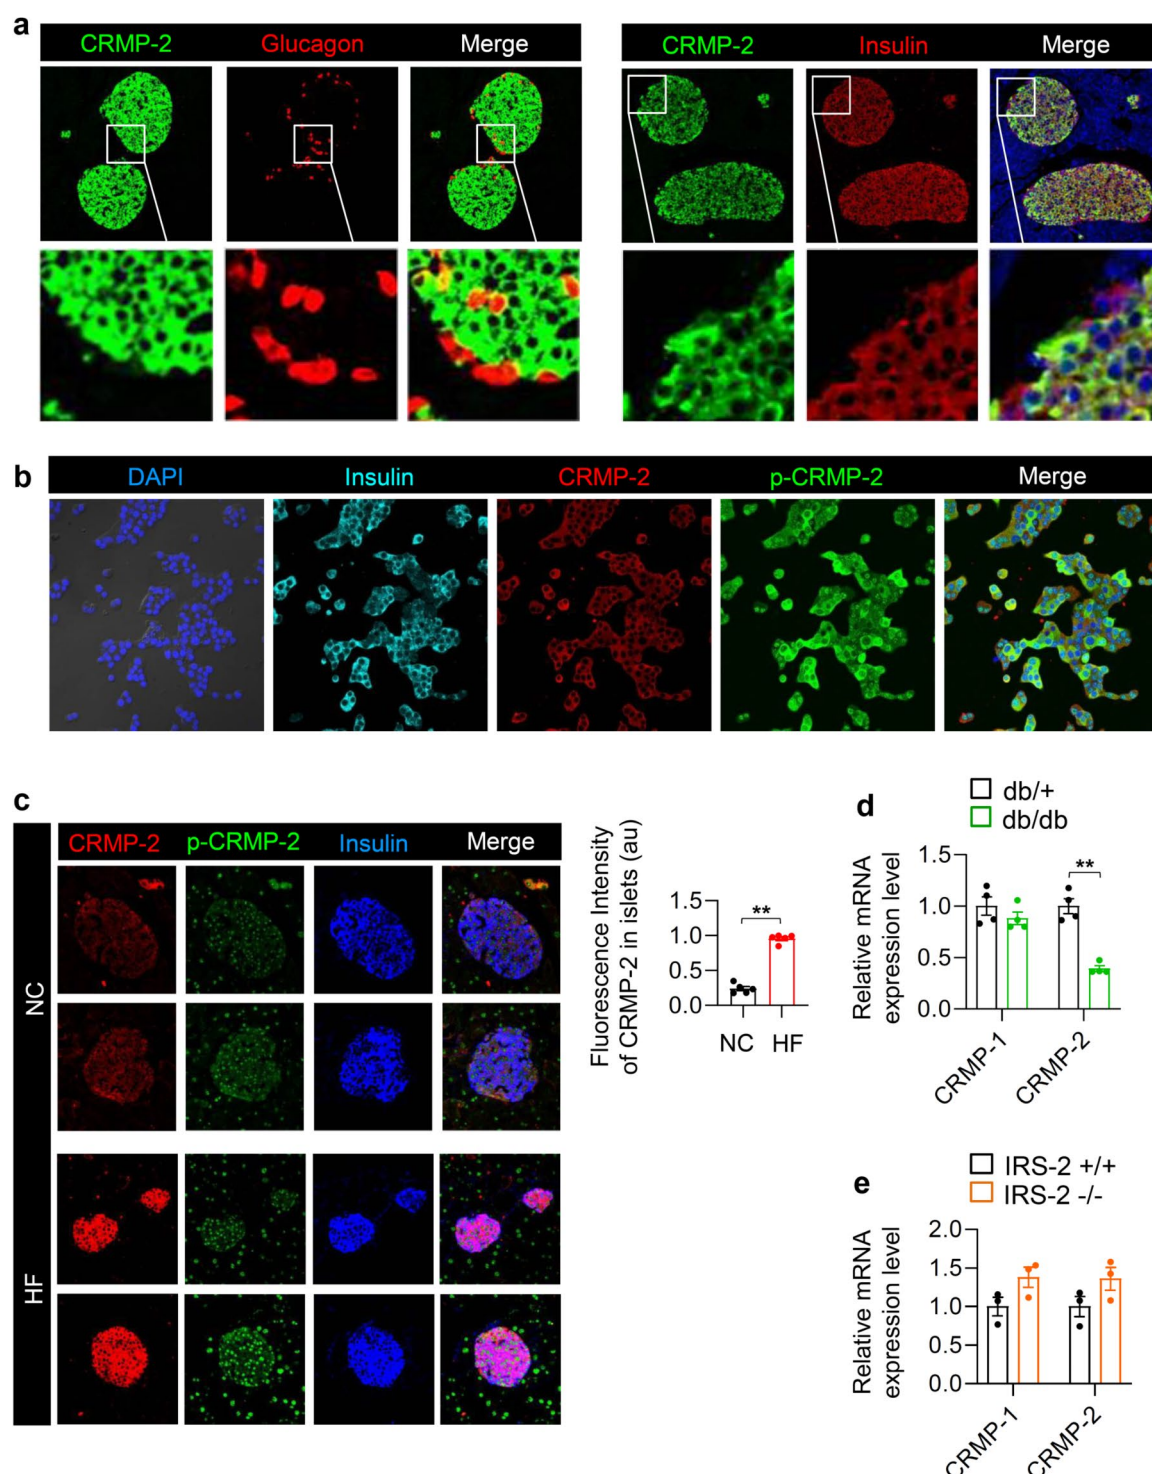 a
CRMP-2 Glucagon Merge
CRMP-2 Insulin Merge
b
DAPI Insulin CRMP-2 p-CRMP-2 Merge
c
CRMP-2 p-CRMP-2 Insulin Merge
NC
HF
Fluorescence Intensity
of CRMP-2 in islets (au)
1.5
1.0
0.5
0.0
**
NC HF
d
db/+
db/db
Relative mRNA
expression level
1.5
1.0
0.5
0.0
**
CRMP-1 CRMP-2
e
IRS-2 +/+
IRS-2 -/-
Relative mRNA
expression level
2.0
1.5
1.0
0.5
0.0
CRMP-1 CRMP-2